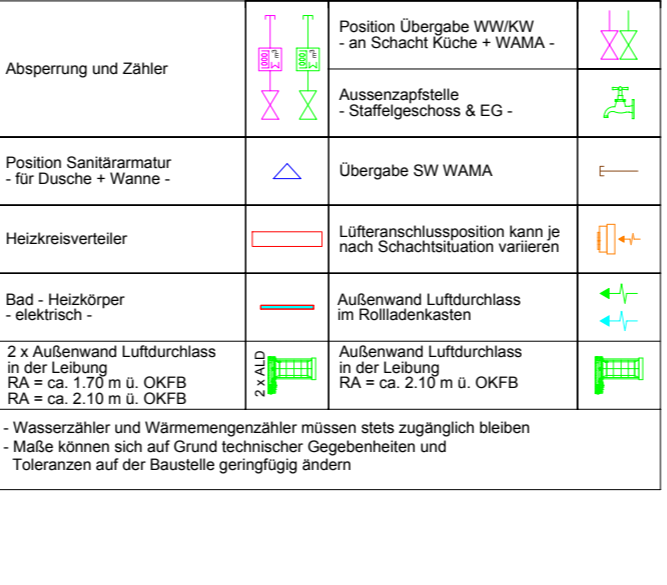 Absperrung und Zähler
[000]
Σ m³
[000]
Σ m³
Position Übergabe WW/KW
- an Schacht Küche + WAMA -
Aussenzapfstelle
- Staffelgeschoss & EG -
Position Sanitärarmatur
- für Dusche + Wanne -
Übergabe SW WAMA
Heizkreisverteiler
Lüfteranschlussposition kann je
nach Schachtsituation variieren
Bad - Heizkörper
- elektrisch -
Außenwand Luftdurchlass
im Rollladenkasten
2 x Außenwand Luftdurchlass
in der Leibung
RA = ca. 1.70 m ü. OKFB
RA = ca. 2.10 m ü. OKFB
2 x ALD
Außenwand Luftdurchlass
in der Leibung
RA = ca. 2.10 m ü. OKFB
- Wasserzähler und Wärmemengenzähler müssen stets zugänglich bleiben
- Maße können sich auf Grund technischer Gegebenheiten und
Toleranzen auf der Baustelle geringfügig ändern